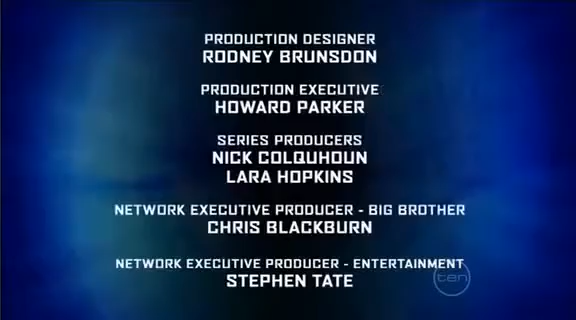 PRODUCTION DESIGNER
RODNEY BRUNSDON
PRODUCTION EXECUTIVE
HOWARD PARKER
SERIES PRODUCERS
NICK COLQUHOUN
LARA HOPKINS
NETWORK EXECUTIVE PRODUCER - BIG BROTHER
CHRIS BLACKBURN
NETWORK EXECUTIVE PRODUCER - ENTERTAINMENT
STEPHEN TATE
ten